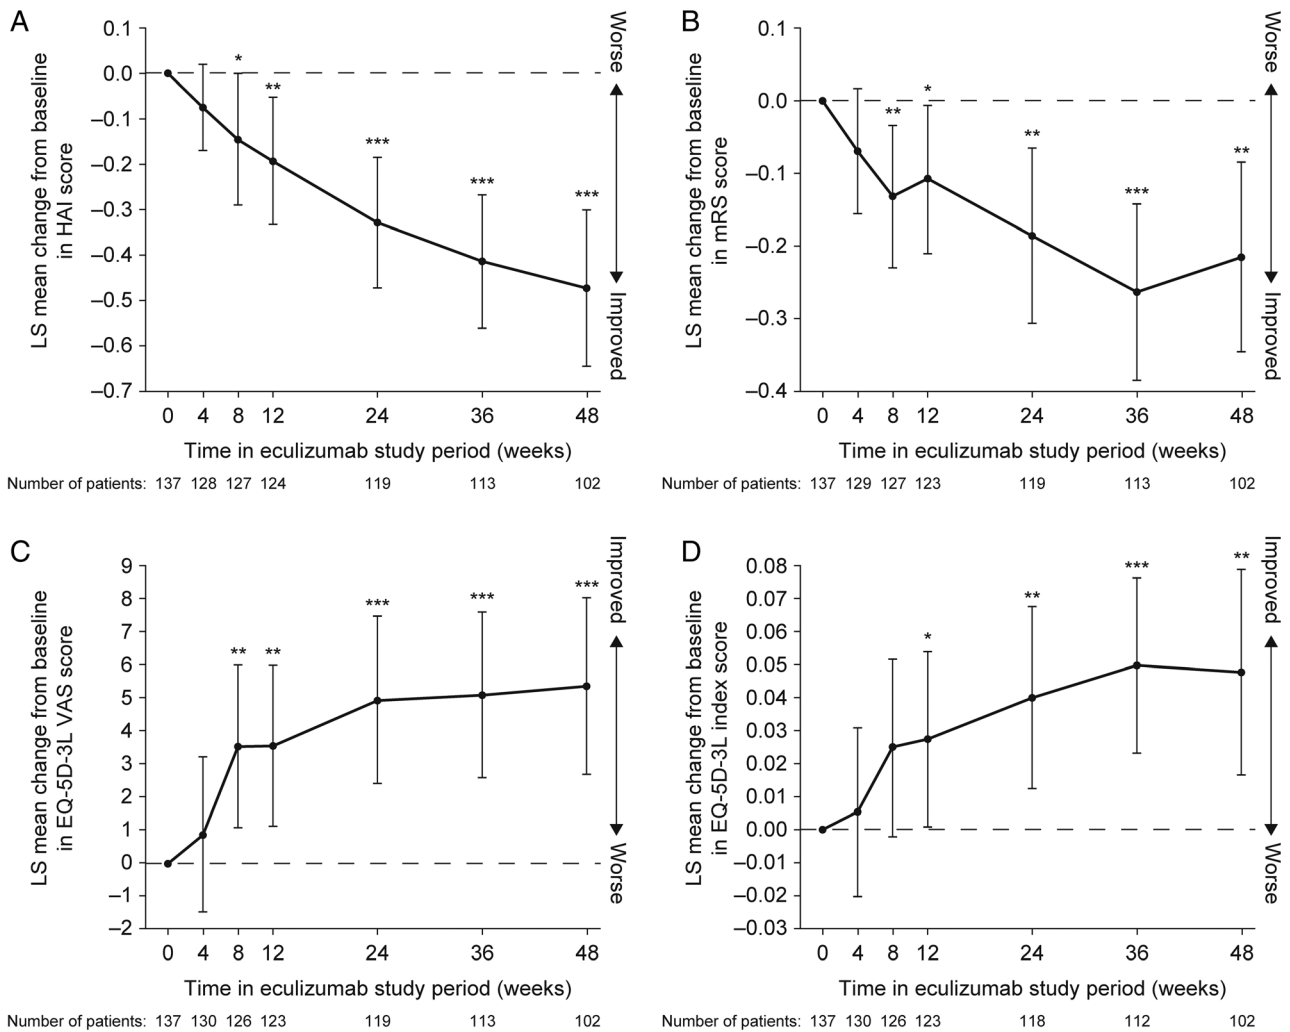 A
LS mean change from baseline
in HAI score
0.1
0.0
–0.1
–0.2
–0.3
–0.4
–0.5
–0.6
–0.7
*
**
***
***
***
Worse
Improved
0 4 8 12 24 36 48
Time in eculizumab study period (weeks)
Number of patients: 137 128 127 124 119 113 102
B
LS mean change from baseline
in mRS score
0.1
0.0
–0.1
–0.2
–0.3
–0.4
**
*
**
***
**
Worse
Improved
0 4 8 12 24 36 48
Time in eculizumab study period (weeks)
Number of patients: 137 129 127 123 119 113 102
C
LS mean change from baseline
in EQ-5D-3L VAS score
9
8
7
6
5
4
3
2
1
0
–1
–2
**
**
***
***
***
Improved
Worse
0 4 8 12 24 36 48
Time in eculizumab study period (weeks)
Number of patients: 137 130 126 123 119 113 102
D
LS mean change from baseline
in EQ-5D-3L index score
0.08
0.07
0.06
0.05
0.04
0.03
0.02
0.01
0.00
–0.01
–0.02
–0.03
*
**
***
**
Improved
Worse
0 4 8 12 24 36 48
Time in eculizumab study period (weeks)
Number of patients: 137 130 126 123 118 112 102